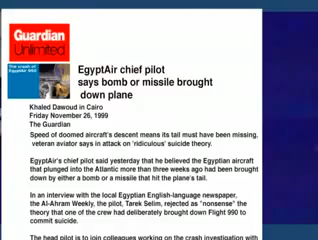 Guardian
Unlimited
The crash of
EgyptAir 990
EgyptAir chief pilot
says bomb or missile brought
down plane
Khaled Dawoud in Cairo
Friday November 26, 1999
The Guardian
Speed of doomed aircraft's descent means its tail must have been missing,
veteran aviator says in attack on 'ridiculous' suicide theory.
EgyptAir's chief pilot said yesterday that he believed the Egyptian aircraft
that plunged into the Atlantic more than three weeks ago had been brought
down by either a bomb or a missile that hit the plane's tail.
In an interview with the local Egyptian English-language newspaper,
the Al-Ahram Weekly, the pilot, Tarek Selim, rejected as "nonsense" the
theory that one of the crew had deliberately brought down Flight 990 to
commit suicide.
The head pilot is to join colleagues working on the crash investigation with